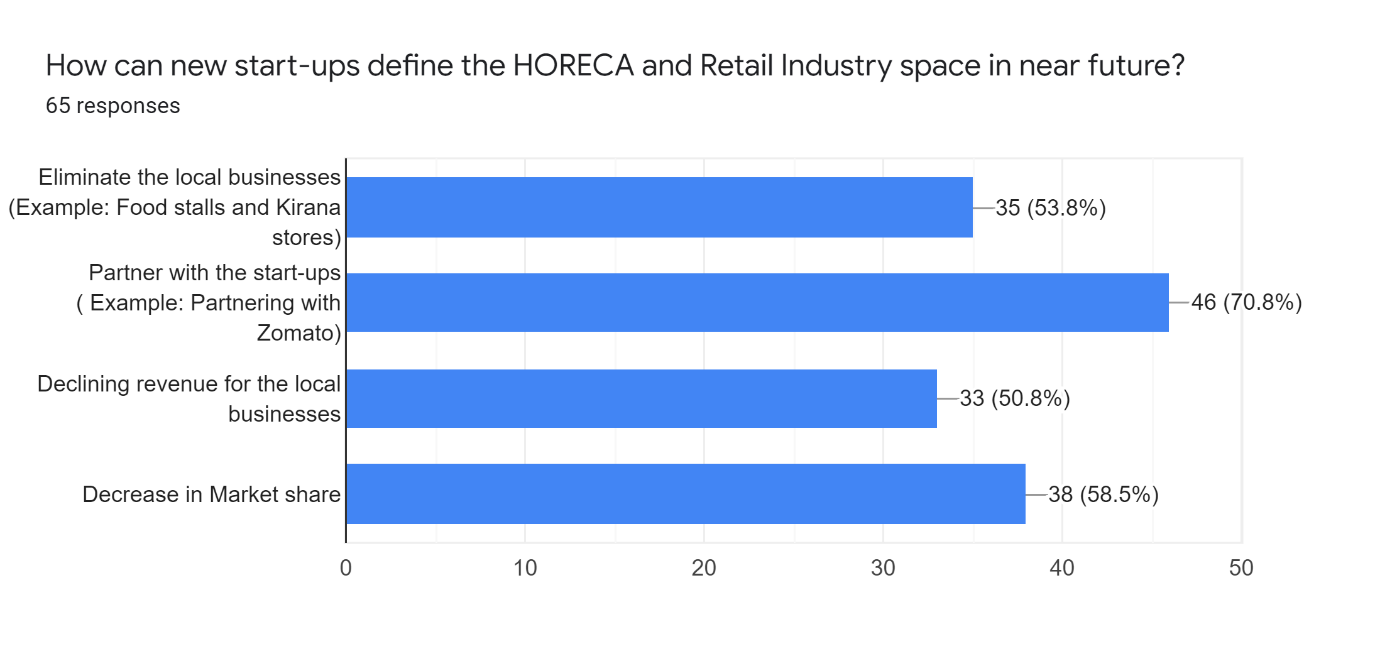 How can new start-ups define the HORECA and Retail Industry space in near future?
65 responses
Eliminate the local businesses
(Example: Food stalls and Kirana
stores)
35 (53.8%)
Partner with the start-ups
( Example: Partnering with
Zomato)
46 (70.8%)
Declining revenue for the local
businesses
33 (50.8%)
Decrease in Market share
38 (58.5%)
0 10 20 30 40 50